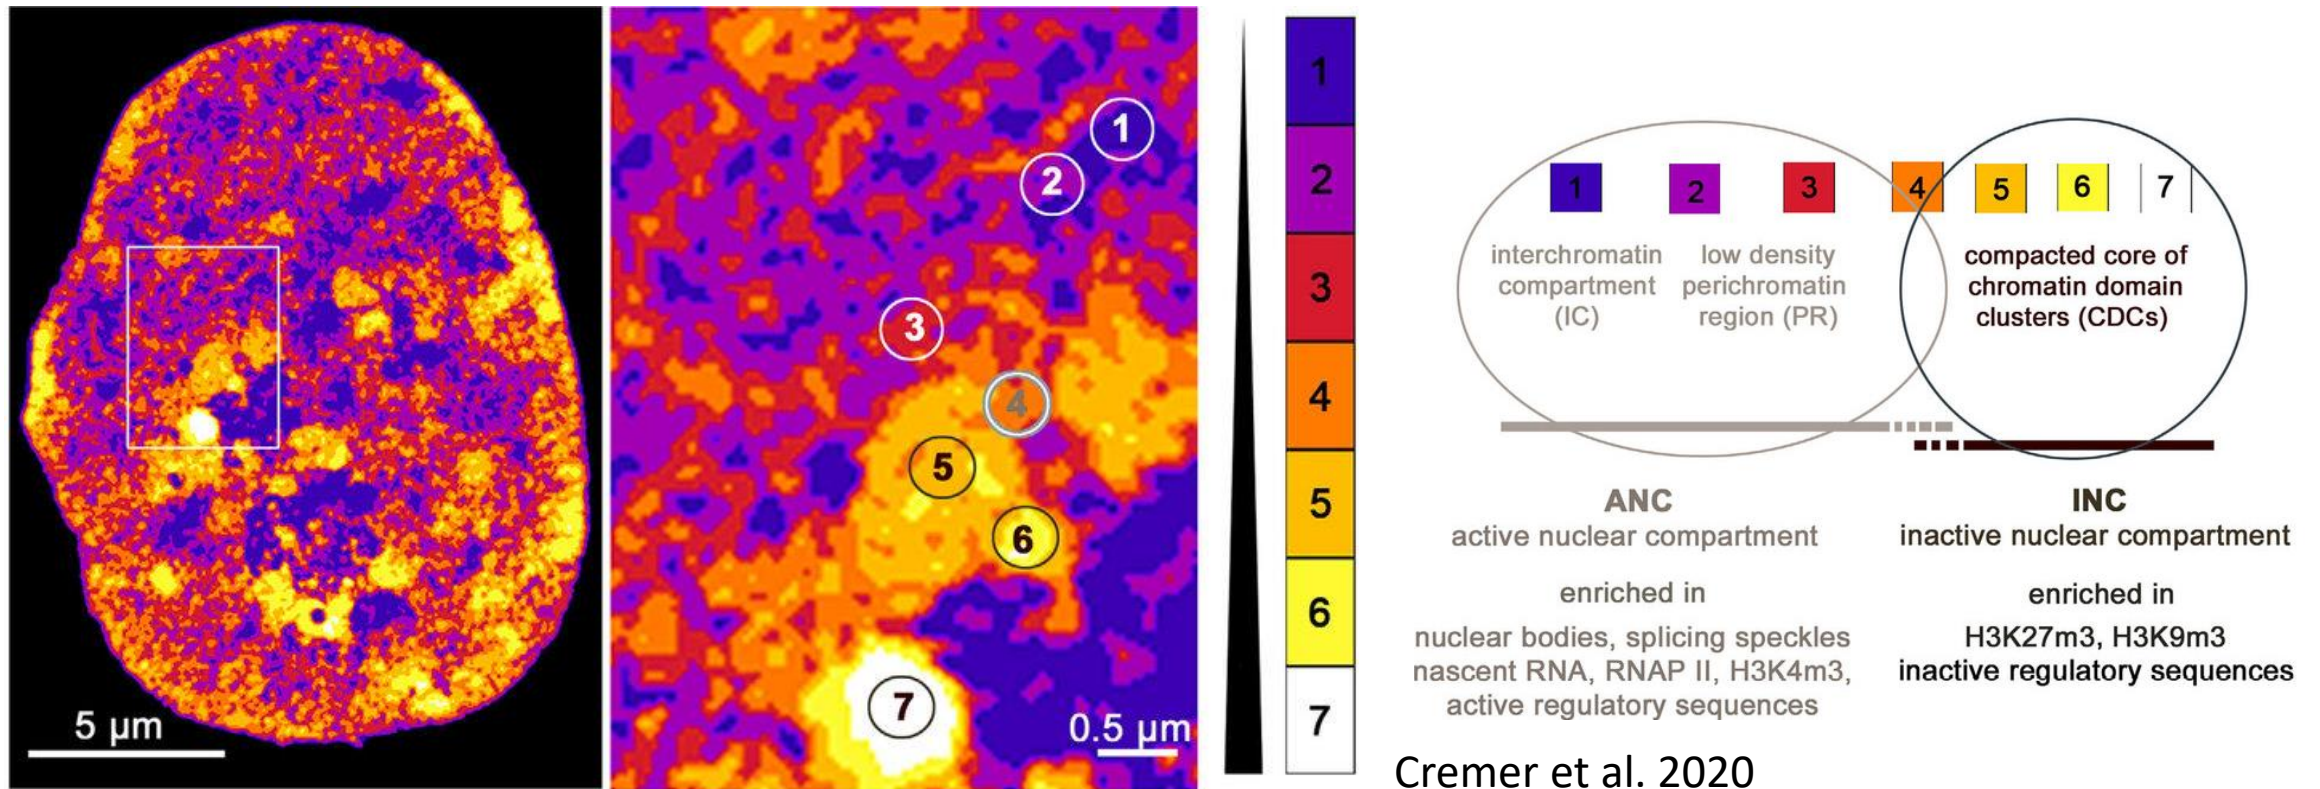 5 µm
1
2
3
4
5
6
7
0.5 µm
1
2
3
4
5
6
7
1
2
3
4
5
6
7
interchromatin
compartment
(IC)
low density
perichromatin
region (PR)
compacted core of
chromatin domain
clusters (CDCs)
ANC
active nuclear compartment
enriched in
nuclear bodies, splicing speckles
nascent RNA, RNAP II, H3K4m3,
active regulatory sequences
INC
inactive nuclear compartment
enriched in
H3K27m3, H3K9m3
inactive regulatory sequences
Cremer et al. 2020